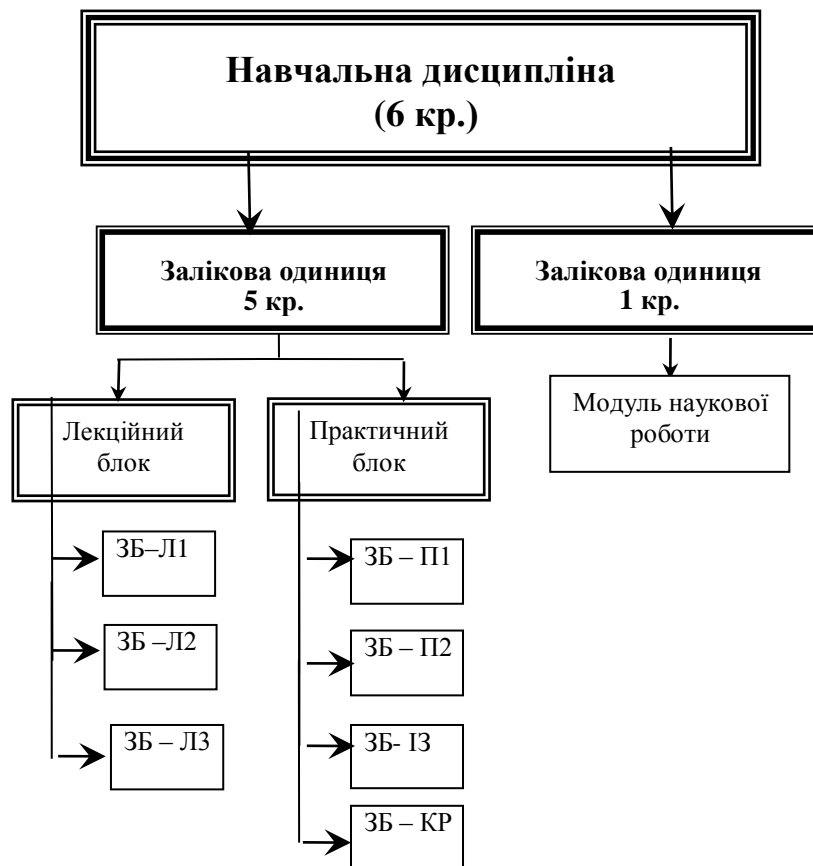 Навчальна дисципліна
(6 кр.)
Залікова одиниця
5 кр.
Залікова одиниця
1 кр.
Лекційний
блок
Практичний
блок
Модуль наукової
роботи
ЗБ–Л1
ЗБ – П1
ЗБ –Л2
ЗБ – П2
ЗБ – Л3
ЗБ- ІЗ
ЗБ – КР